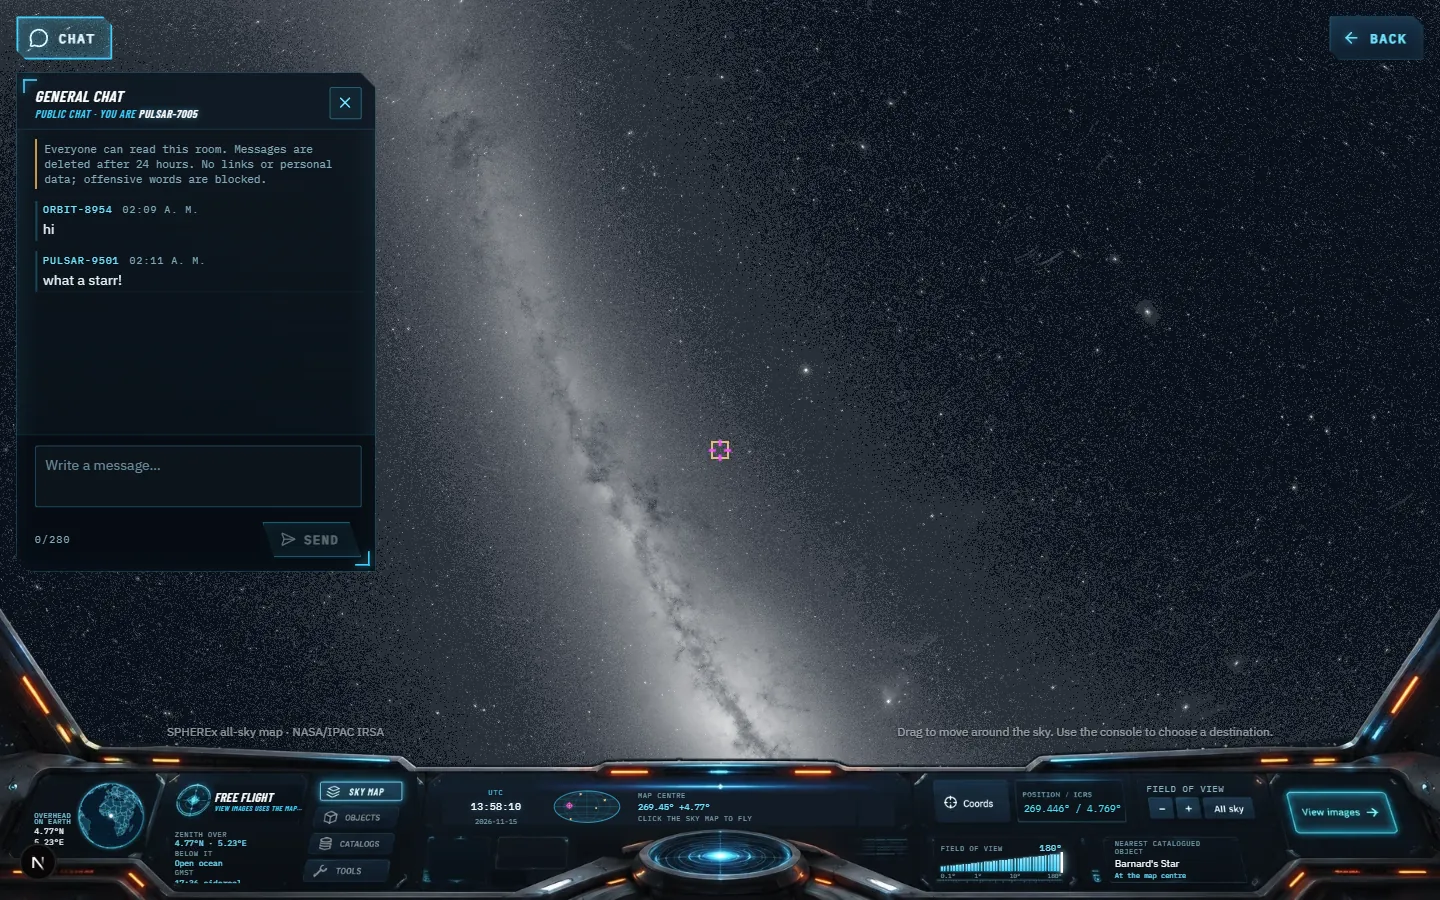 CHAT
BACK
GENERAL CHAT
PUBLIC CHAT · YOU ARE PULSAR-7005
Everyone can read this room. Messages are
deleted after 24 hours. No links or personal
data; offensive words are blocked.
ORBIT-8954 02:09 A. M.
hi
PULSAR-9501 02:11 A. M.
what a starr!
Write a message...
0/280
SEND
SPHEREx all-sky map · NASA/IPAC IRSA
Drag to move around the sky. Use the console to choose a destination.
OVERHEAD
ON EARTH
4.77°N
5.23°E
N
FREE FLIGHT
VIEW IMAGES USES THE MAP
ZENITH OVER
4.77°N · 5.23°E
BELOW IT
Open ocean
GMST
SKY MAP
OBJECTS
CATALOGS
TOOLS
UTC
13:58:10
2026-11-15
MAP CENTRE
269.45° +4.77°
CLICK THE SKY MAP TO FLY
Coords
POSITION / ICRS
269.446° / 4.769°
FIELD OF VIEW
−
+
All sky
FIELD OF VIEW 180°
0.1° 1° 10° 180°
NEAREST CATALOGUED
OBJECT
Barnard's Star
At the map centre
View images →